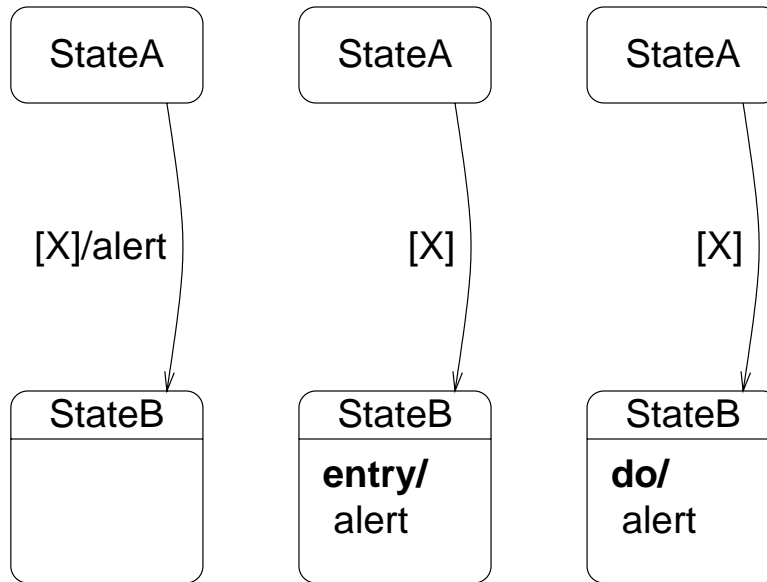 StateA
StateA
StateA
[X]/alert
[X]
[X]
StateB
StateB
StateB
entry/
do/
alert
alert